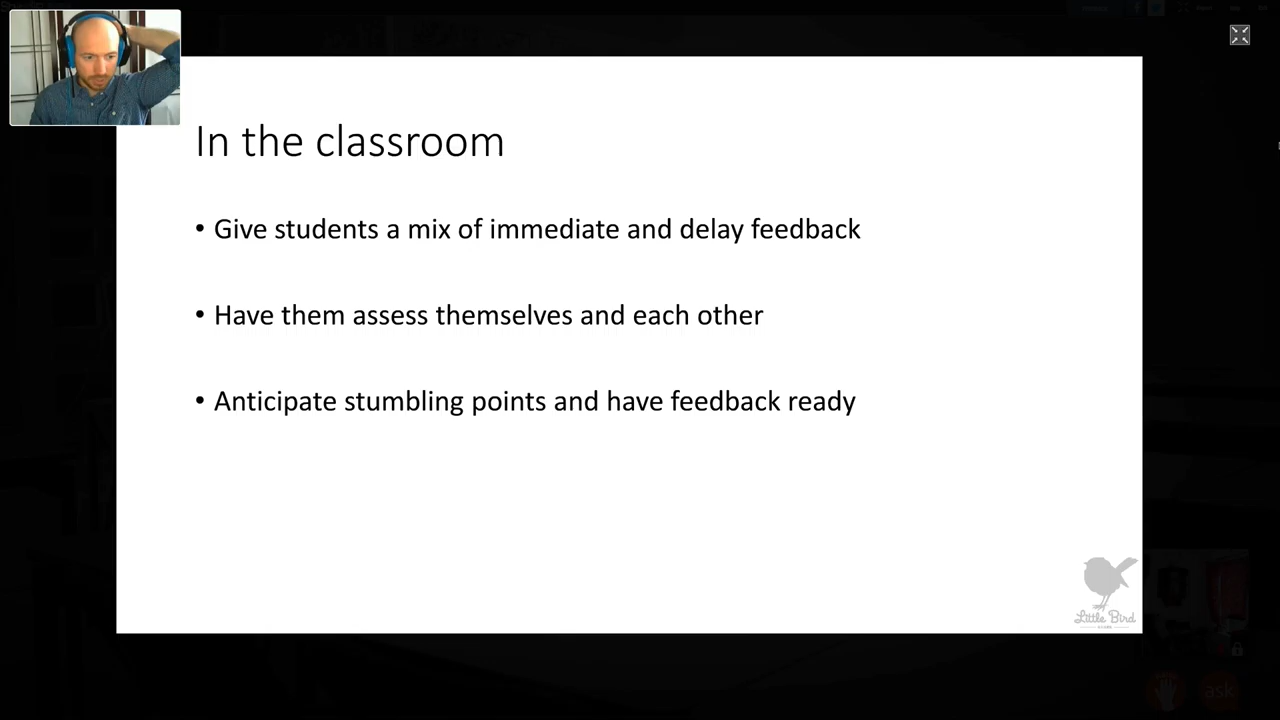 In the classroom
• Give students a mix of immediate and delay feedback
• Have them assess themselves and each other
• Anticipate stumbling points and have feedback ready
Little Bird
ask